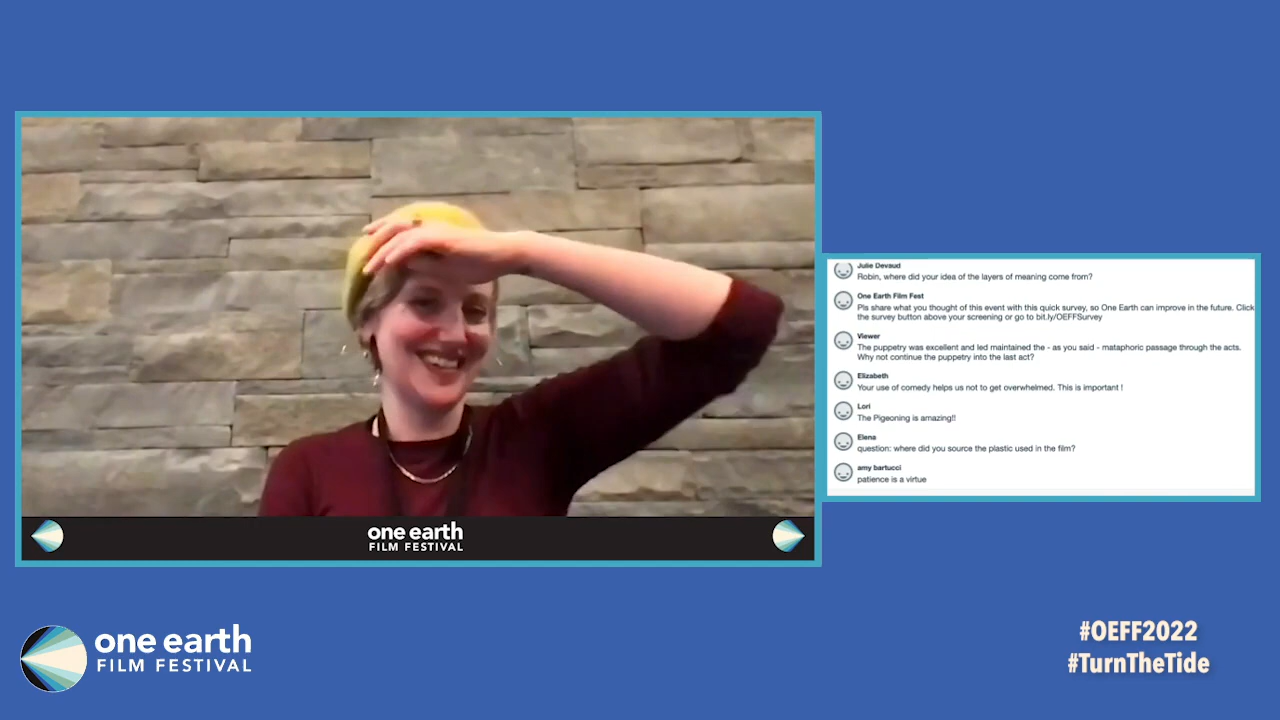 Julie Devaud
Robin, where did your idea of the layers of meaning come from?
One Earth Film Fest
Pls share what you thought of this event with this quick survey, so One Earth can improve in the future. Click
the survey button above your screening or go to bit.ly/OEFFSurvey
Viewer
The puppetry was excellent and led maintained the - as you said - mataphoric passage through the acts.
Why not continue the puppetry into the last act?
Elizabeth
Your use of comedy helps us not to get overwhelmed. This is important !
Lori
The Pigeoning is amazing!!
Elena
question: where did you source the plastic used in the film?
amy bartucci
patience is a virtue
one earth
FILM FESTIVAL
one earth
FILM FESTIVAL
#OEFF2022
#TurnTheTide